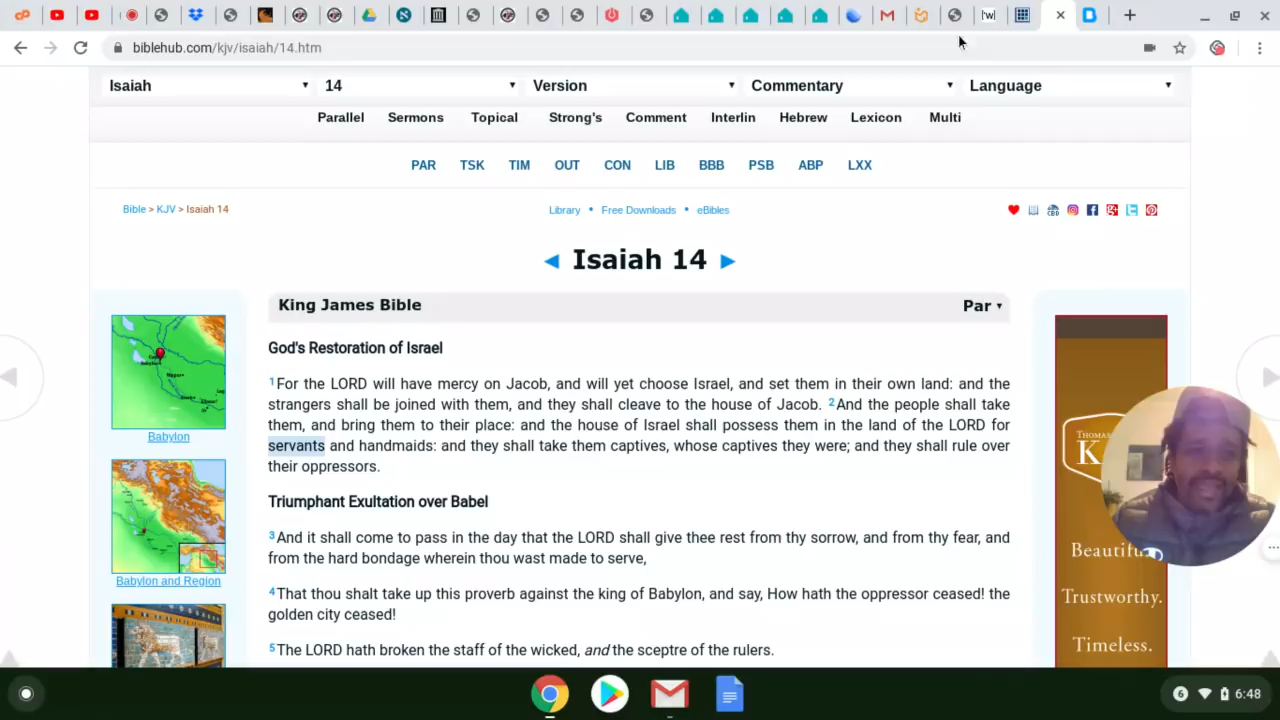 biblehub.com/kjv/isaiah/14.htm
Isaiah 14 Version Commentary Language
Parallel Sermons Topical Strong's Comment Interlin Hebrew Lexicon Multi
PAR TSK TIM OUT CON LIB BBB PSB ABP LXX
Bible > KJV > Isaiah 14
Library • Free Downloads • eBibles
◄ Isaiah 14 ►
King James Bible
Par ▾
God's Restoration of Israel
1For the LORD will have mercy on Jacob, and will yet choose Israel, and set them in their own land: and the
strangers shall be joined with them, and they shall cleave to the house of Jacob. 2And the people shall take
them, and bring them to their place: and the house of Israel shall possess them in the land of the LORD for
servants and handmaids: and they shall take them captives, whose captives they were; and they shall rule over
their oppressors.
Triumphant Exultation over Babel
3And it shall come to pass in the day that the LORD shall give thee rest from thy sorrow, and from thy fear, and
from the hard bondage wherein thou wast made to serve,
4That thou shalt take up this proverb against the king of Babylon, and say, How hath the oppressor ceased! the
golden city ceased!
5The LORD hath broken the staff of the wicked, and the sceptre of the rulers.
Babylon
Babylon and Region
Thomas
K
Trustworthy.
Timeless.
6 6:48